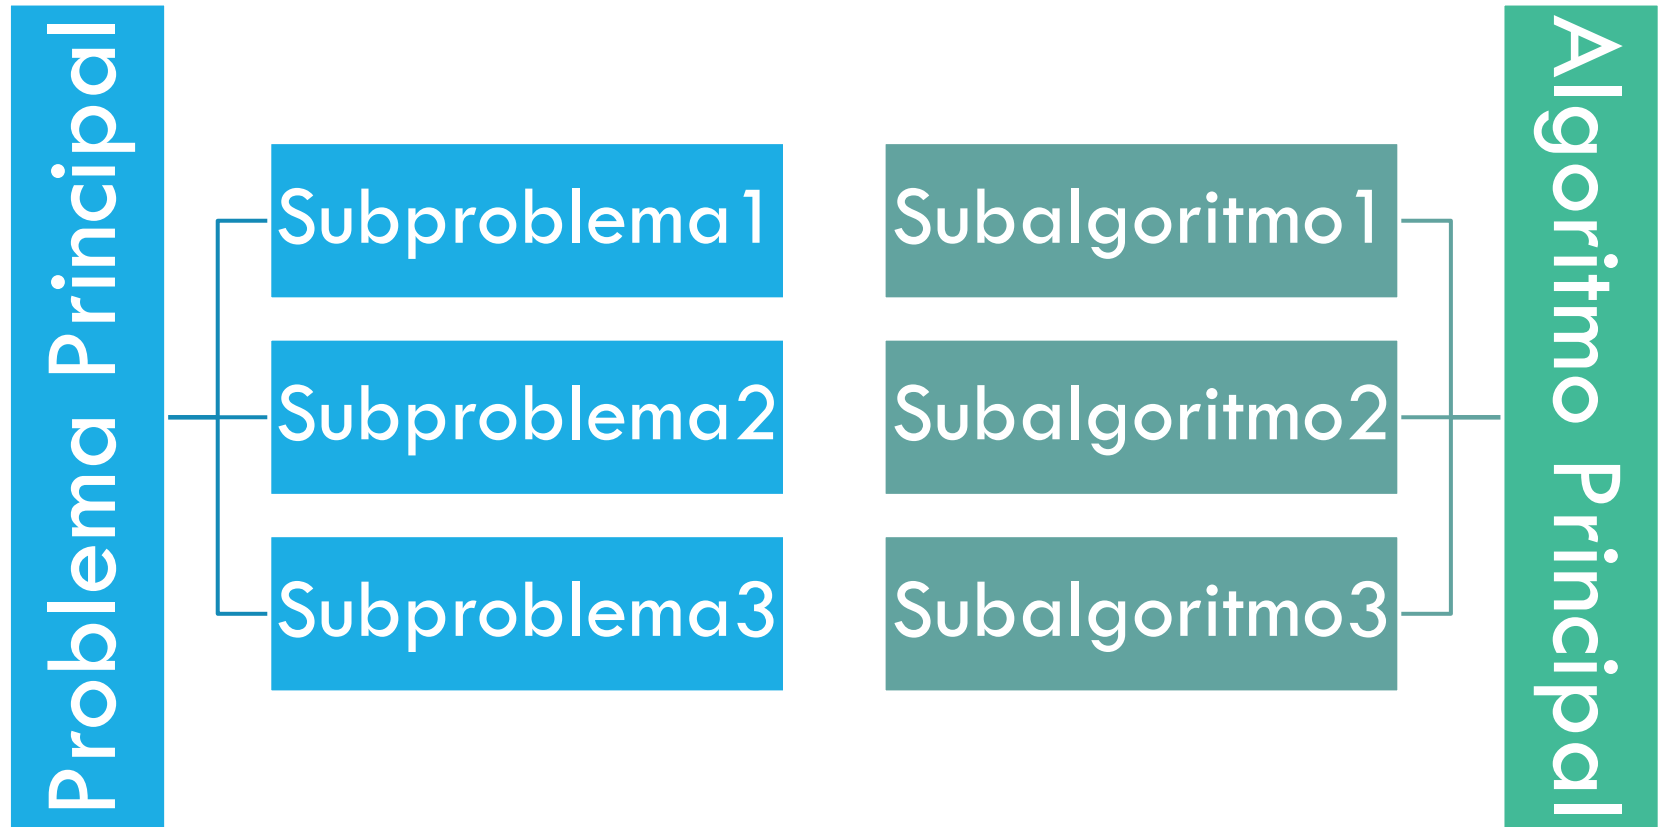 Problema Principal
Subproblema1
Subproblema2
Subproblema3
Subalgoritmo1
Subalgoritmo2
Subalgoritmo3
Algoritmo Principal